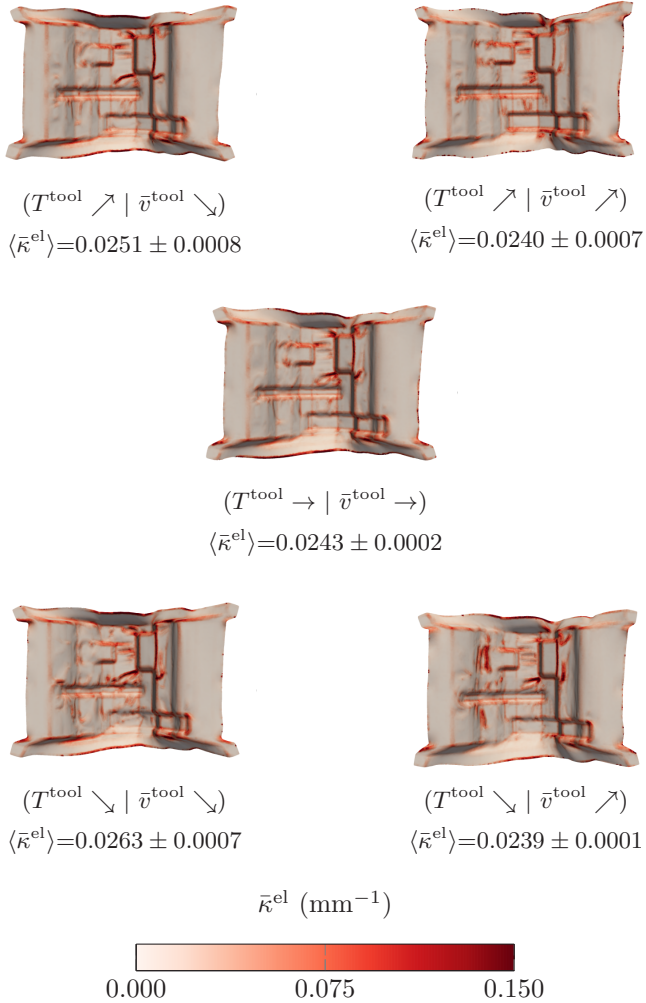 (T^tool ↗ | v̄^tool ↘)
⟨κ̄^el⟩=0.0251 ± 0.0008
(T^tool ↗ | v̄^tool ↗)
⟨κ̄^el⟩=0.0240 ± 0.0007
(T^tool → | v̄^tool →)
⟨κ̄^el⟩=0.0243 ± 0.0002
(T^tool ↘ | v̄^tool ↘)
⟨κ̄^el⟩=0.0263 ± 0.0007
(T^tool ↘ | v̄^tool ↗)
⟨κ̄^el⟩=0.0239 ± 0.0001
κ̄^el (mm⁻¹)
0.000 0.075 0.150